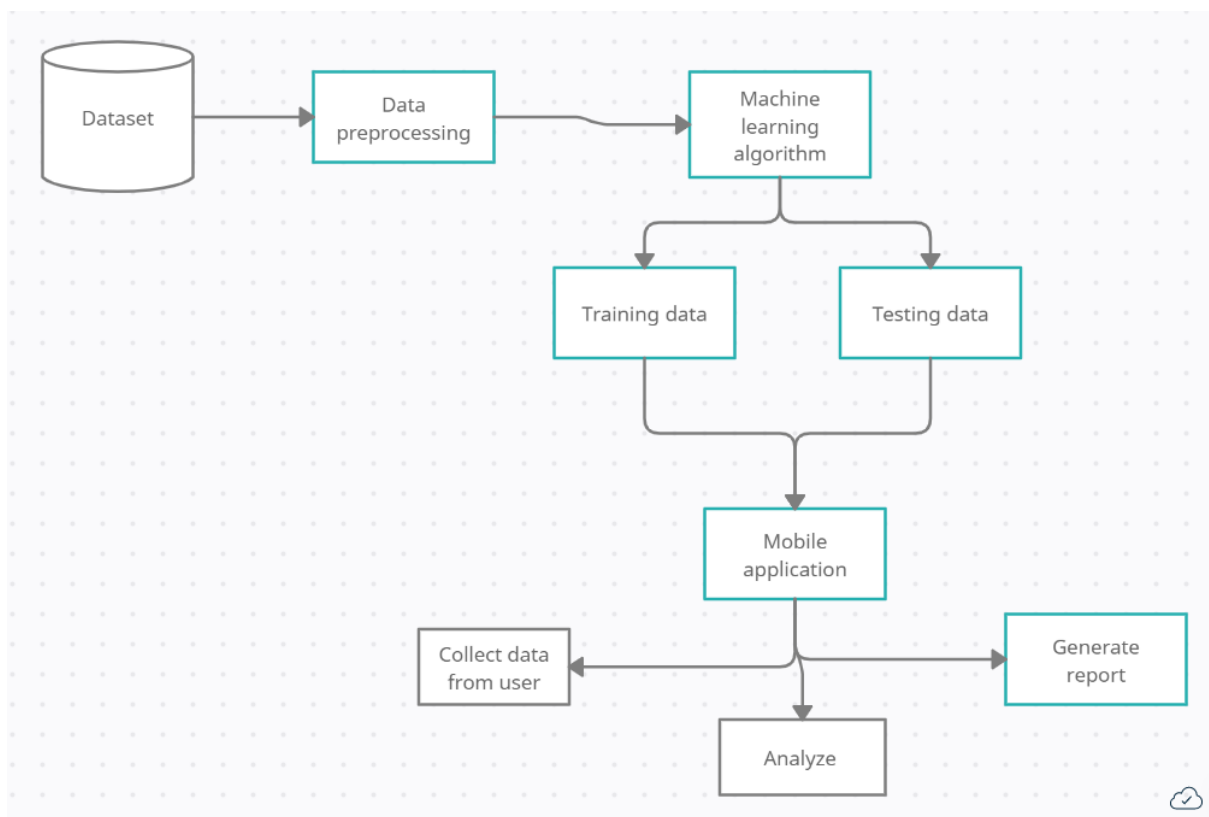 Dataset
Data
preprocessing
Machine
learning
algorithm
Training data
Testing data
Mobile
application
Collect data
from user
Generate
report
Analyze